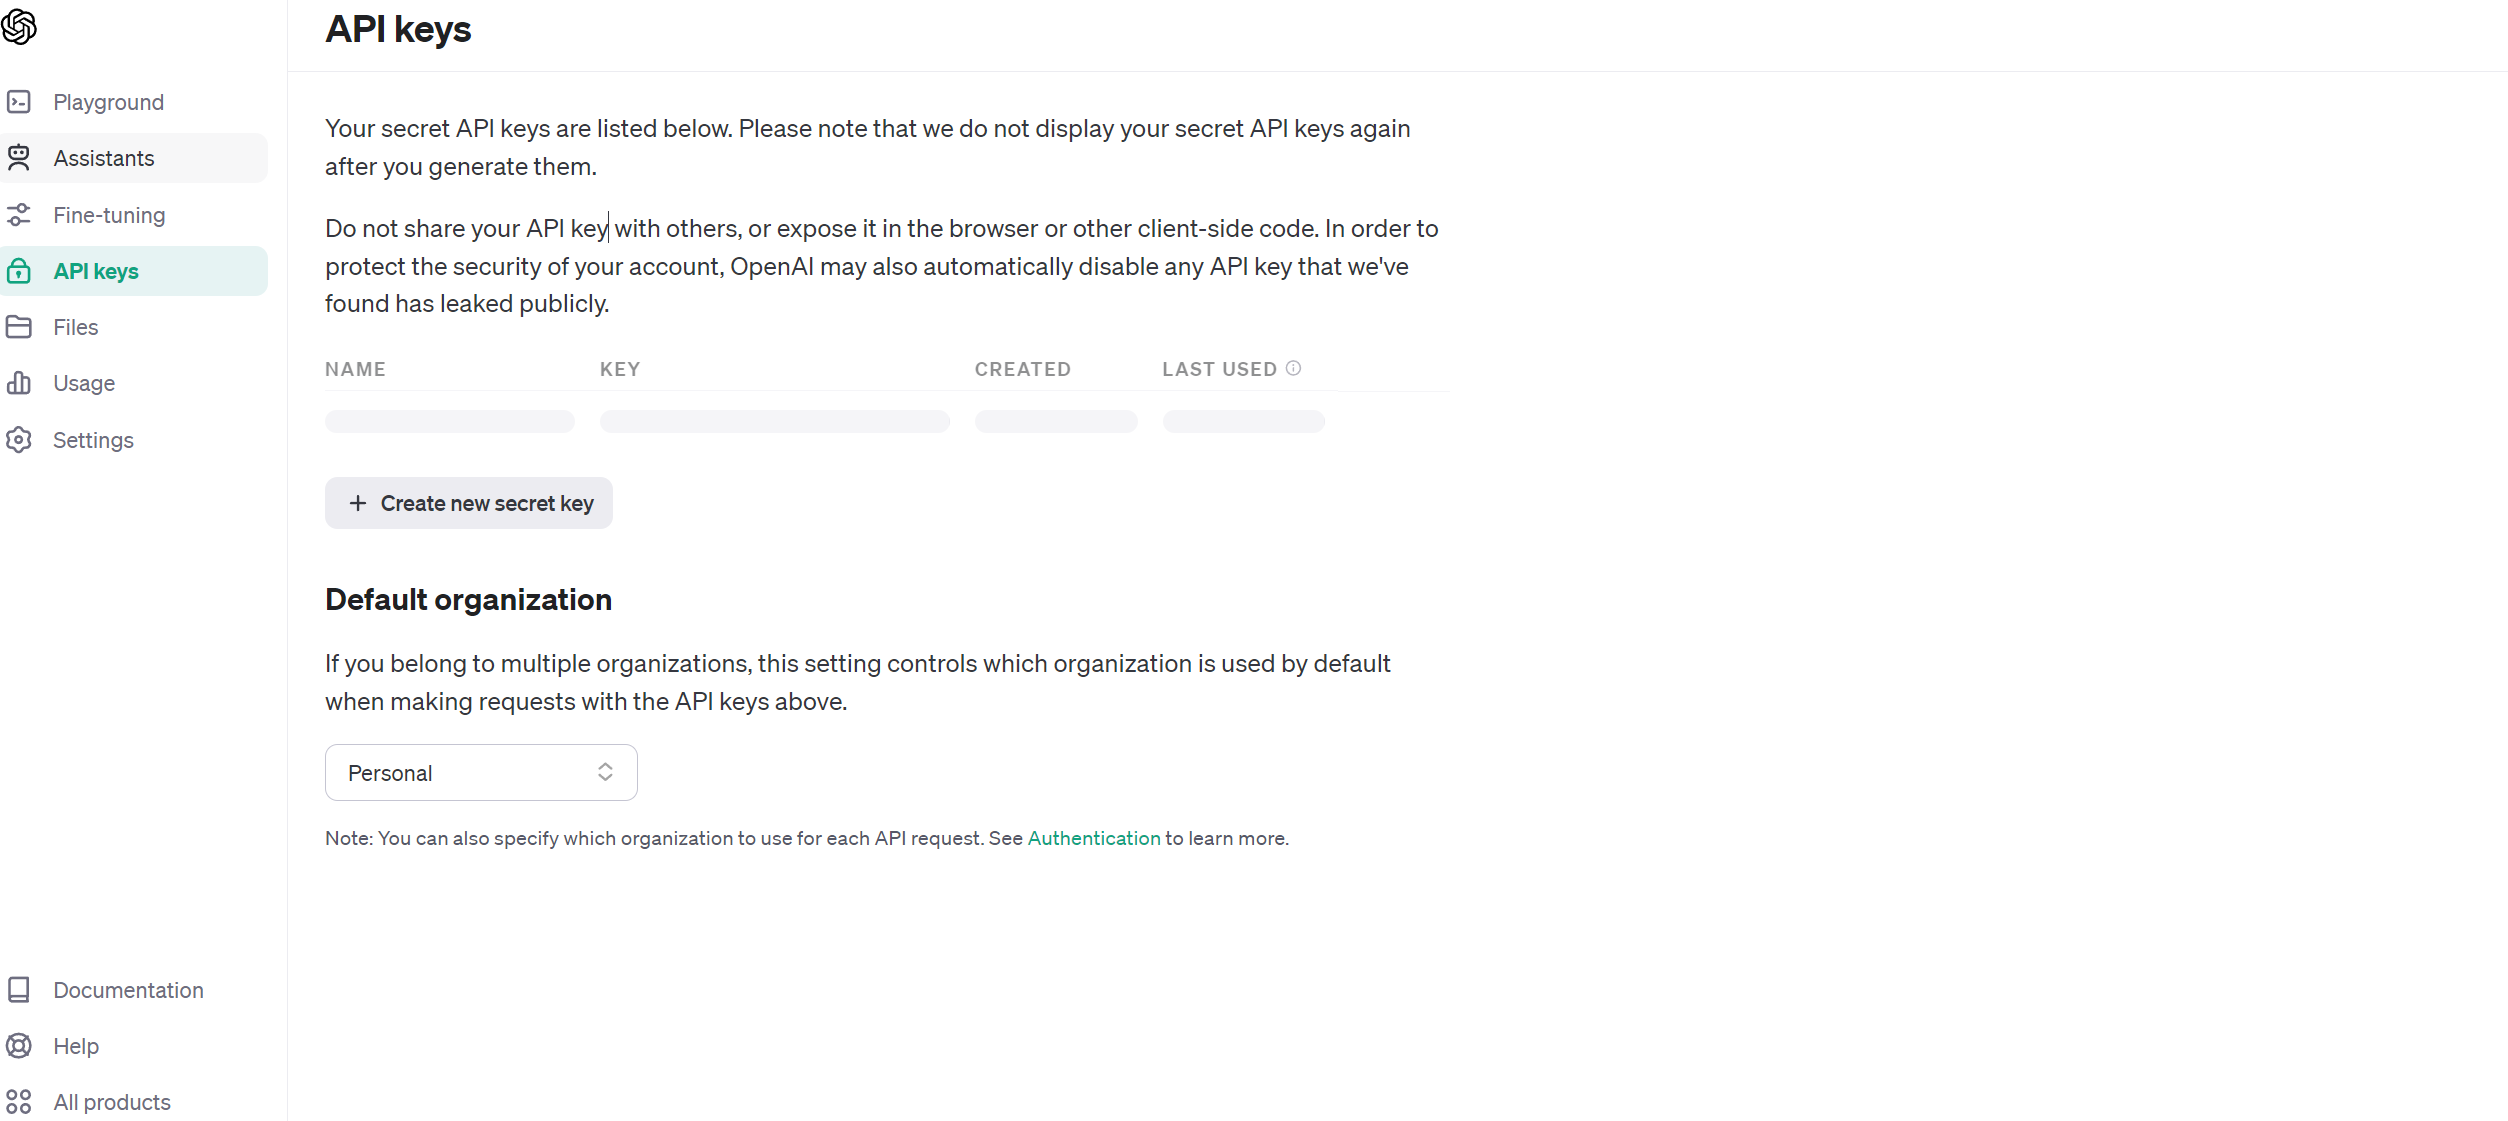 API keys
Playground
Assistants
Fine-tuning
API keys
Files
Usage
Settings
Documentation
Help
All products
Your secret API keys are listed below. Please note that we do not display your secret API keys again
after you generate them.
Do not share your API key with others, or expose it in the browser or other client-side code. In order to
protect the security of your account, OpenAI may also automatically disable any API key that we've
found has leaked publicly.
NAME KEY CREATED LAST USED
+ Create new secret key
Default organization
If you belong to multiple organizations, this setting controls which organization is used by default
when making requests with the API keys above.
Personal
Note: You can also specify which organization to use for each API request. See Authentication to learn more.